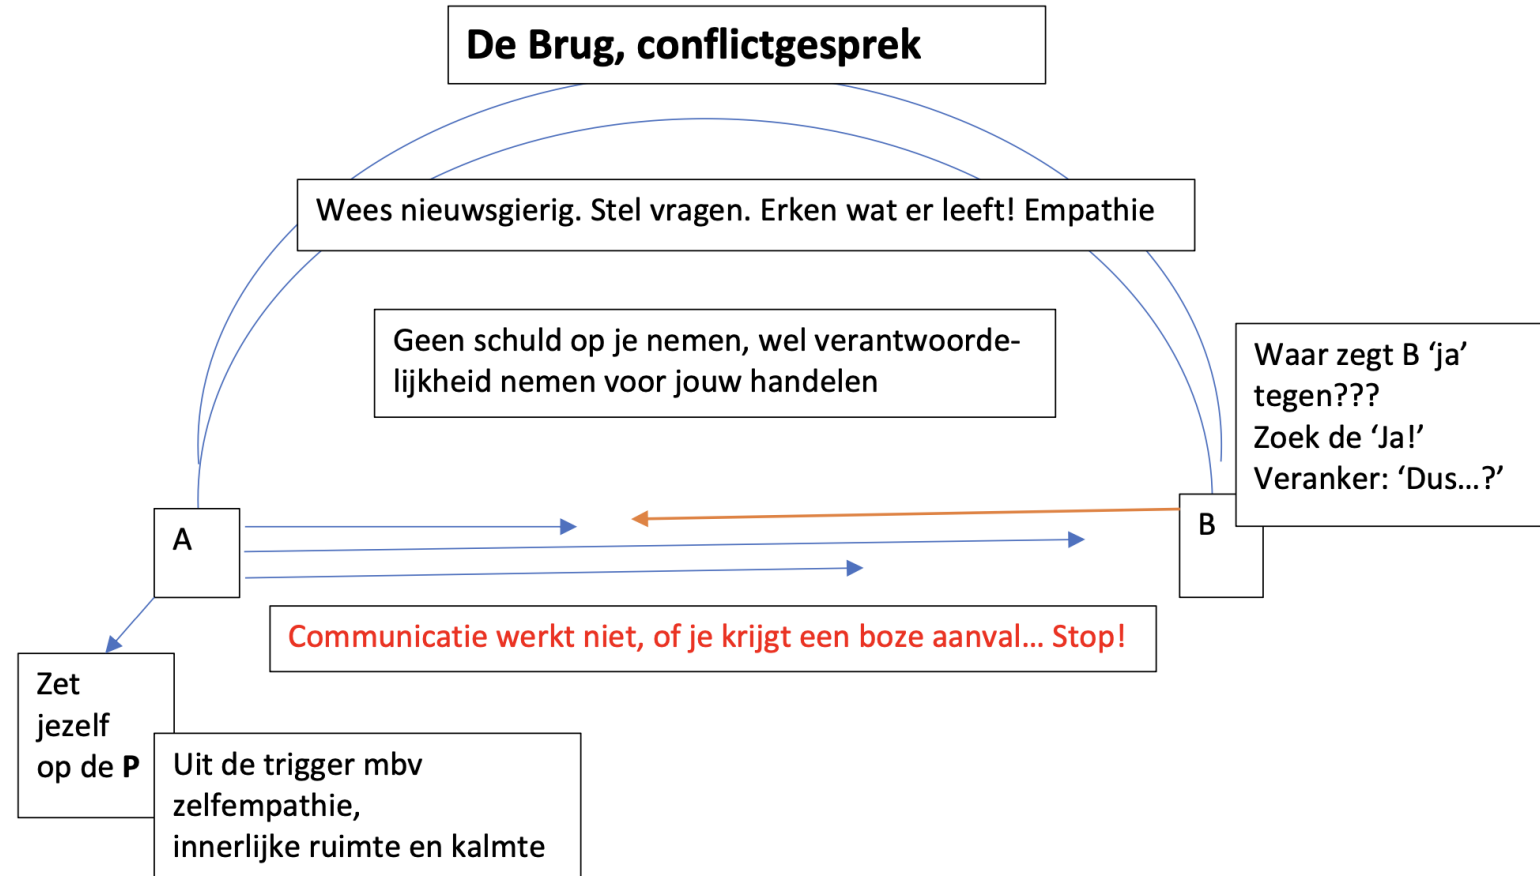 De Brug, conflictgesprek
Wees nieuwsgierig. Stel vragen. Erken wat er leeft! Empathie
Geen schuld op je nemen, wel verantwoorde-
lijkheid nemen voor jouw handelen
Waar zegt B ‘ja’
tegen???
Zoek de ‘Ja!’
Veranker: ‘Dus...?’
A
B
Communicatie werkt niet, of je krijgt een boze aanval... Stop!
Zet
jezelf
op de P
Uit de trigger mbv
zelfempathie,
innerlijke ruimte en kalmte